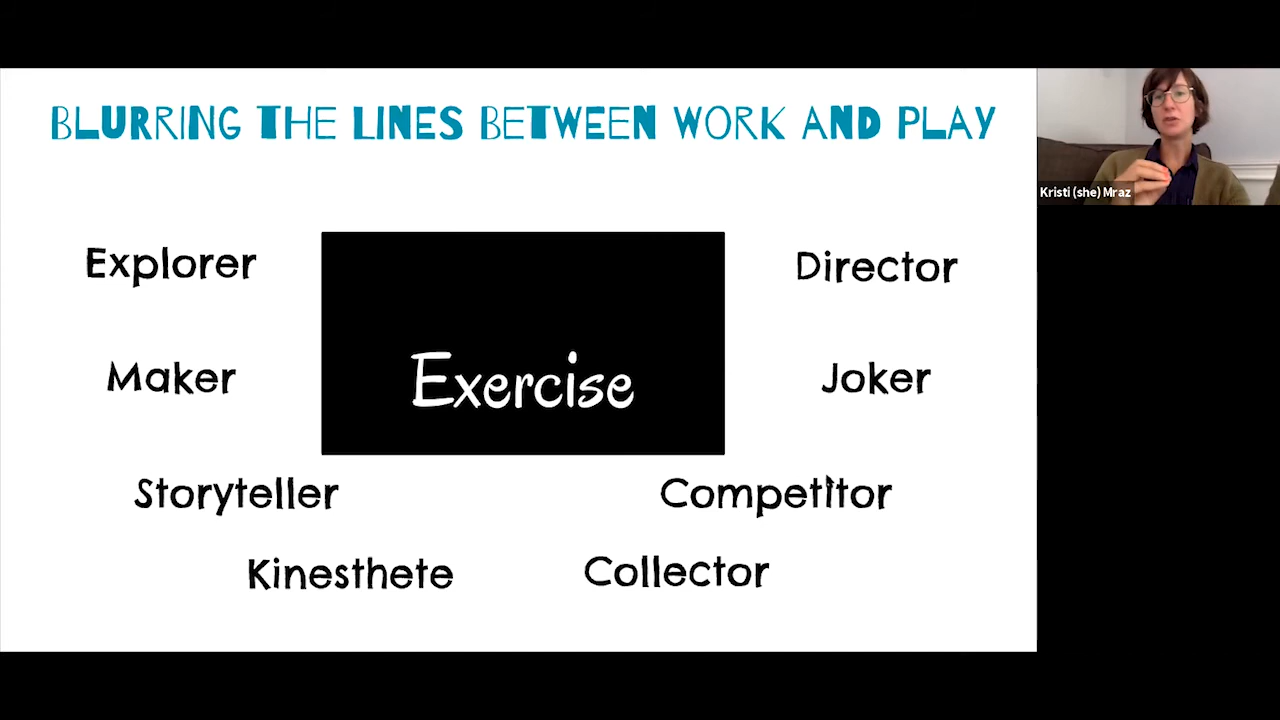 BLURRING THE LINES BETWEEN WORK AND PLAY
Kristi (she) Mraz
Explorer
Director
Exercise
Maker
Joker
Storyteller
Competitor
Kinesthete
Collector